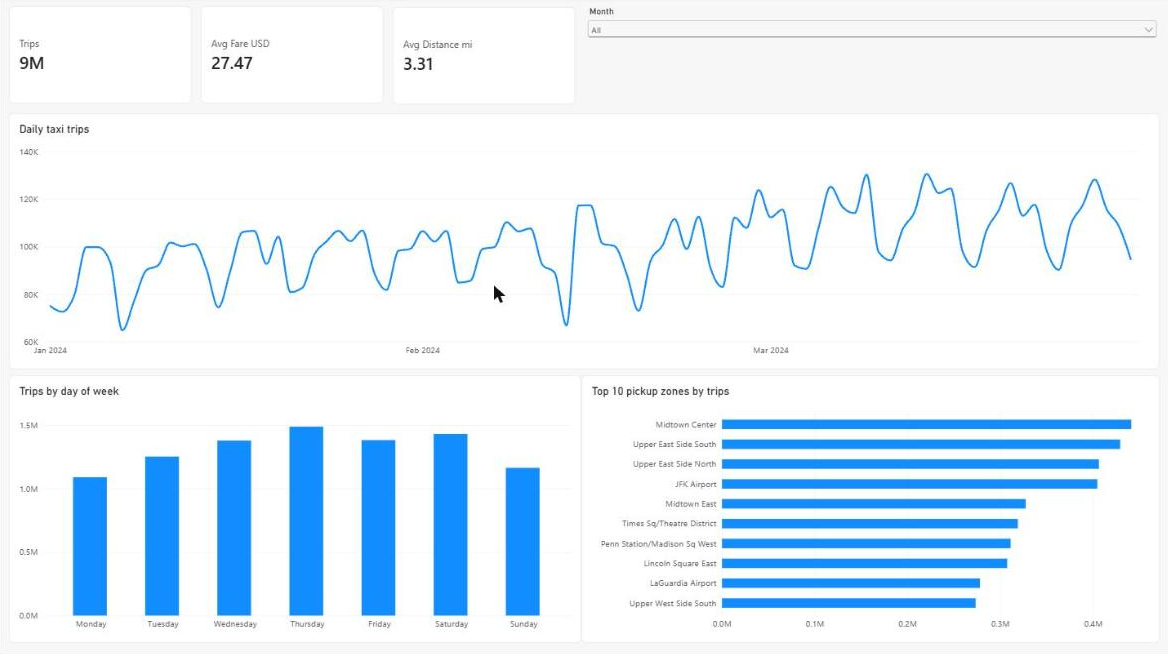 Trips
9M
Avg Fare USD
27.47
Avg Distance mi
3.31
Month
All
Daily taxi trips
140K
120K
100K
80K
60K
Jan 2024
Feb 2024
Mar 2024
Trips by day of week
1.5M
1.0M
0.5M
0.0M
Monday
Tuesday
Wednesday
Thursday
Friday
Saturday
Sunday
Top 10 pickup zones by trips
Midtown Center
Upper East Side South
Upper East Side North
JFK Airport
Midtown East
Times Sq/Theatre District
Penn Station/Madison Sq West
Lincoln Square East
LaGuardia Airport
Upper West Side South
0.0M
0.1M
0.2M
0.3M
0.4M